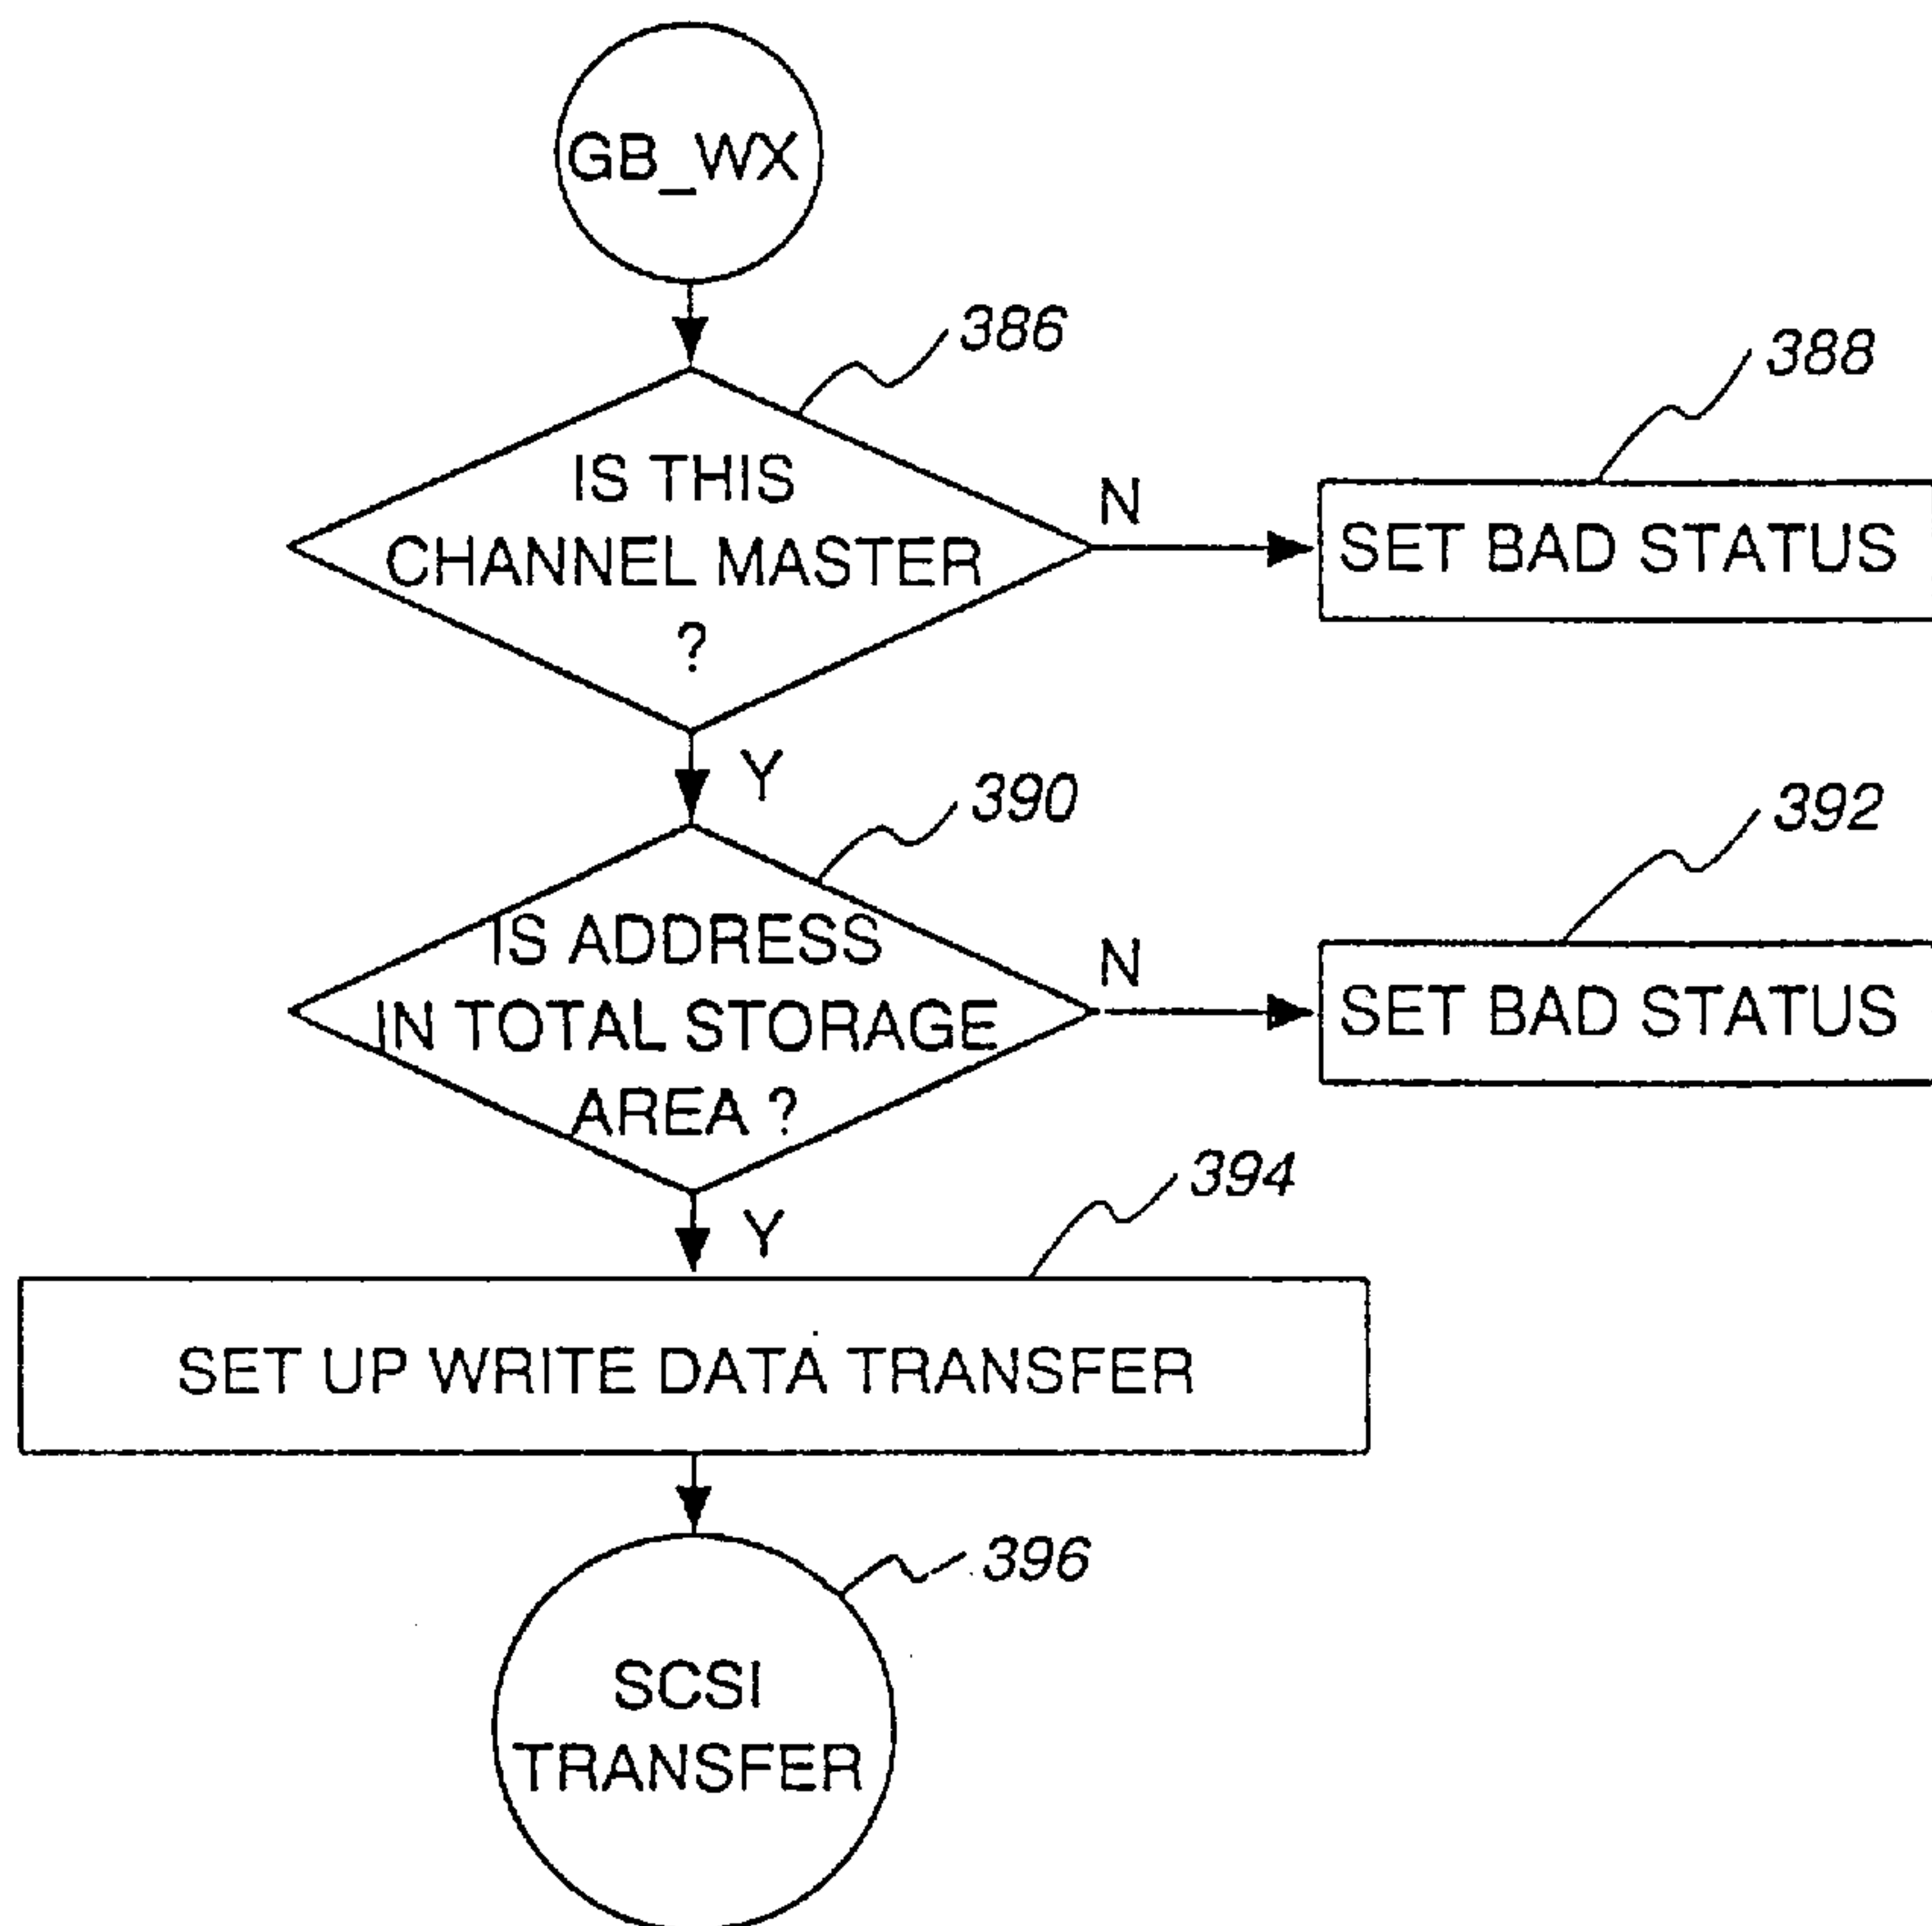 GB_WX
386
388
IS THIS
CHANNEL MASTER
?
N
SET BAD STATUS
Y
390
392
IS ADDRESS
IN TOTAL STORAGE
AREA ?
N
SET BAD STATUS
Y
394
SET UP WRITE DATA TRANSFER
396
SCSI
TRANSFER